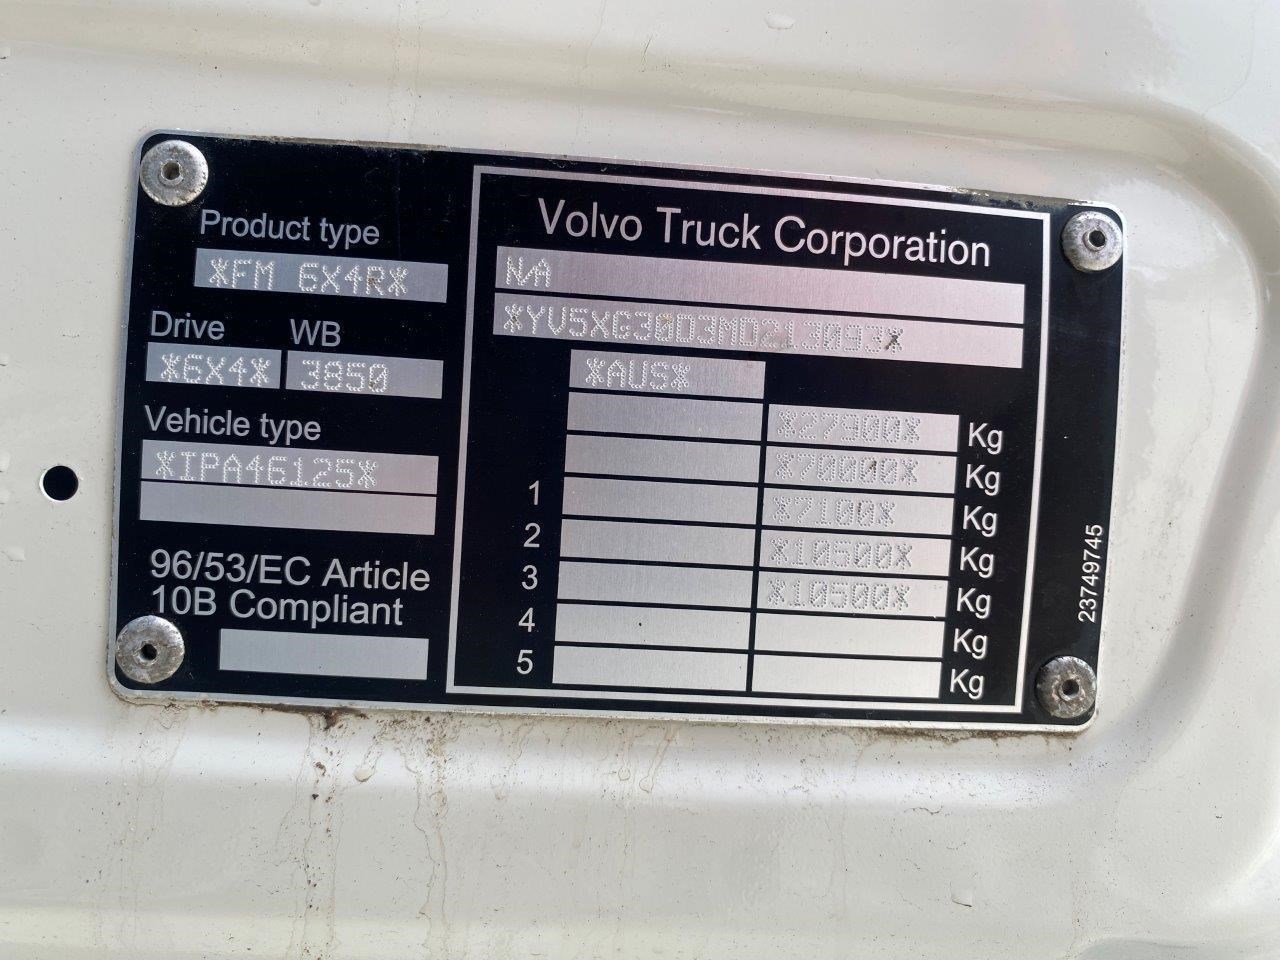 Product type
*FM 6X4R*
Drive WB
*6X4* 3850
Vehicle type
*IPA46125*
96/53/EC Article
10B Compliant
Volvo Truck Corporation
N/A
*YV5XG30D3MD213093*
*AUS*
*27900* Kg
*70000* Kg
1 *7100* Kg
2 *10500* Kg
3 *10500* Kg
4 Kg
5 Kg
23749745